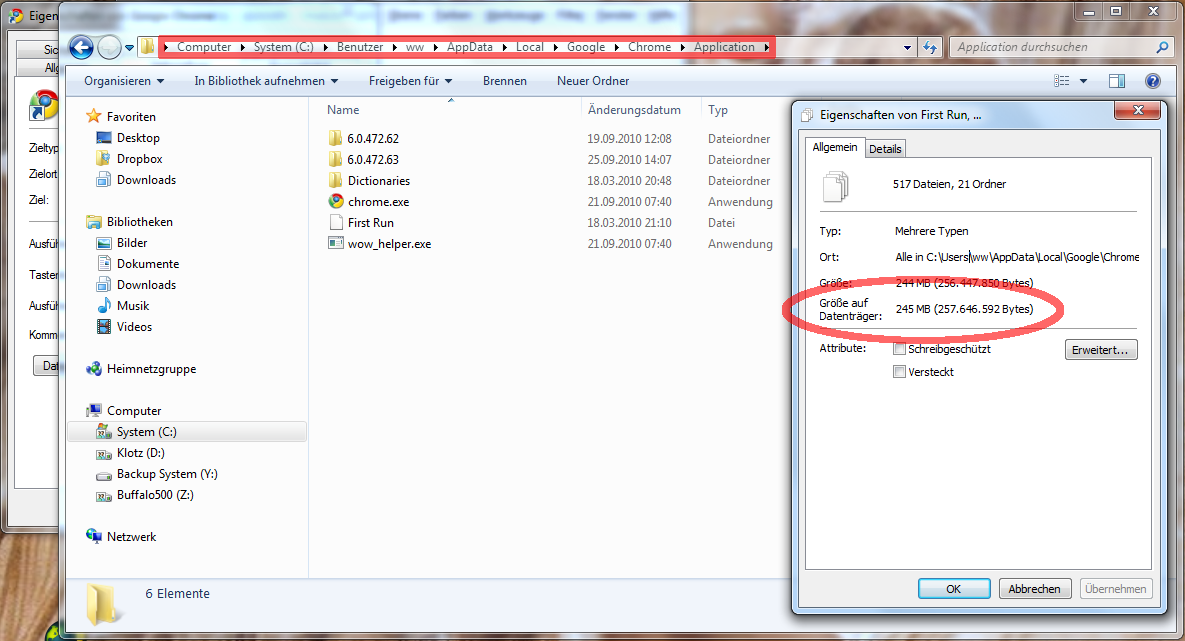 Eigens
Computer System (C:) Benutzer ww AppData Local Google Chrome Application
Application durchsuchen
Organisieren In Bibliothek aufnehmen Freigeben für Brennen Neuer Ordner
Sic
Allg
Zieltyp
Zielort
Ziel:
Ausfüh
Tasten
Ausfüh
Komm
Dat
Favoriten
Desktop
Dropbox
Downloads
Bibliotheken
Bilder
Dokumente
Downloads
Musik
Videos
Heimnetzgruppe
Computer
System (C:)
Klotz (D:)
Backup System (Y:)
Buffalo500 (Z:)
Netzwerk
Name Änderungsdatum Typ
6.0.472.62 19.09.2010 12:08 Dateiordner
6.0.472.63 25.09.2010 14:07 Dateiordner
Dictionaries 18.03.2010 20:48 Dateiordner
chrome.exe 21.09.2010 07:40 Anwendung
First Run 18.03.2010 21:10 Datei
wow_helper.exe 21.09.2010 07:40 Anwendung
6 Elemente
Eigenschaften von First Run, ...
Allgemein Details
517 Dateien, 21 Ordner
Typ: Mehrere Typen
Ort: Alle in C:\Users\ww\AppData\Local\Google\Chrome
Größe: 244 MB (256.447.850 Bytes)
Größe auf
Datenträger: 245 MB (257.646.592 Bytes)
Attribute: Schreibgeschützt Erweitert...
Versteckt
OK Abbrechen Übernehmen